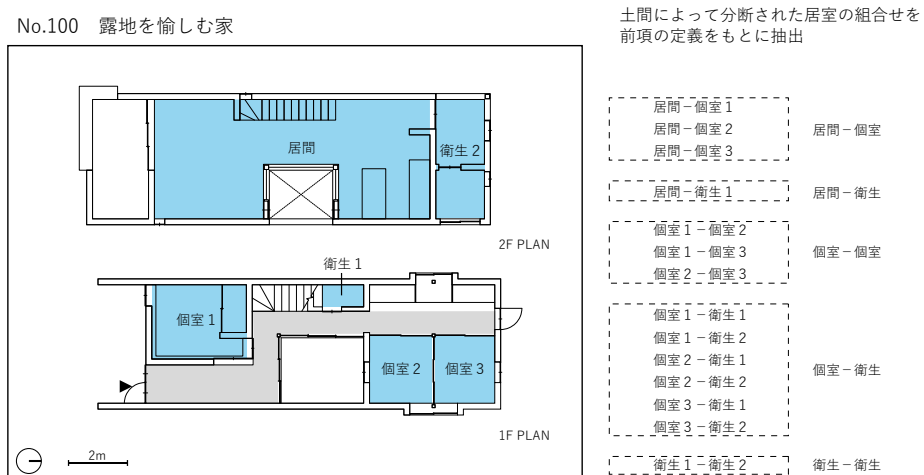 No.100　露地を愉しむ家
土間によって分断された居室の組合せを
前項の定義をもとに抽出
居間
衛生 2
2F PLAN
衛生 1
個室 1
個室 2
個室 3
1F PLAN
2m
居間 − 個室 1
居間 − 個室 2
居間 − 個室 3
居間 − 個室
居間 − 衛生 1
居間 − 衛生
個室 1 − 個室 2
個室 1 − 個室 3
個室 2 − 個室 3
個室 − 個室
個室 1 − 衛生 1
個室 1 − 衛生 2
個室 2 − 衛生 1
個室 2 − 衛生 2
個室 3 − 衛生 1
個室 3 − 衛生 2
個室 − 衛生
衛生 1 − 衛生 2
衛生 − 衛生